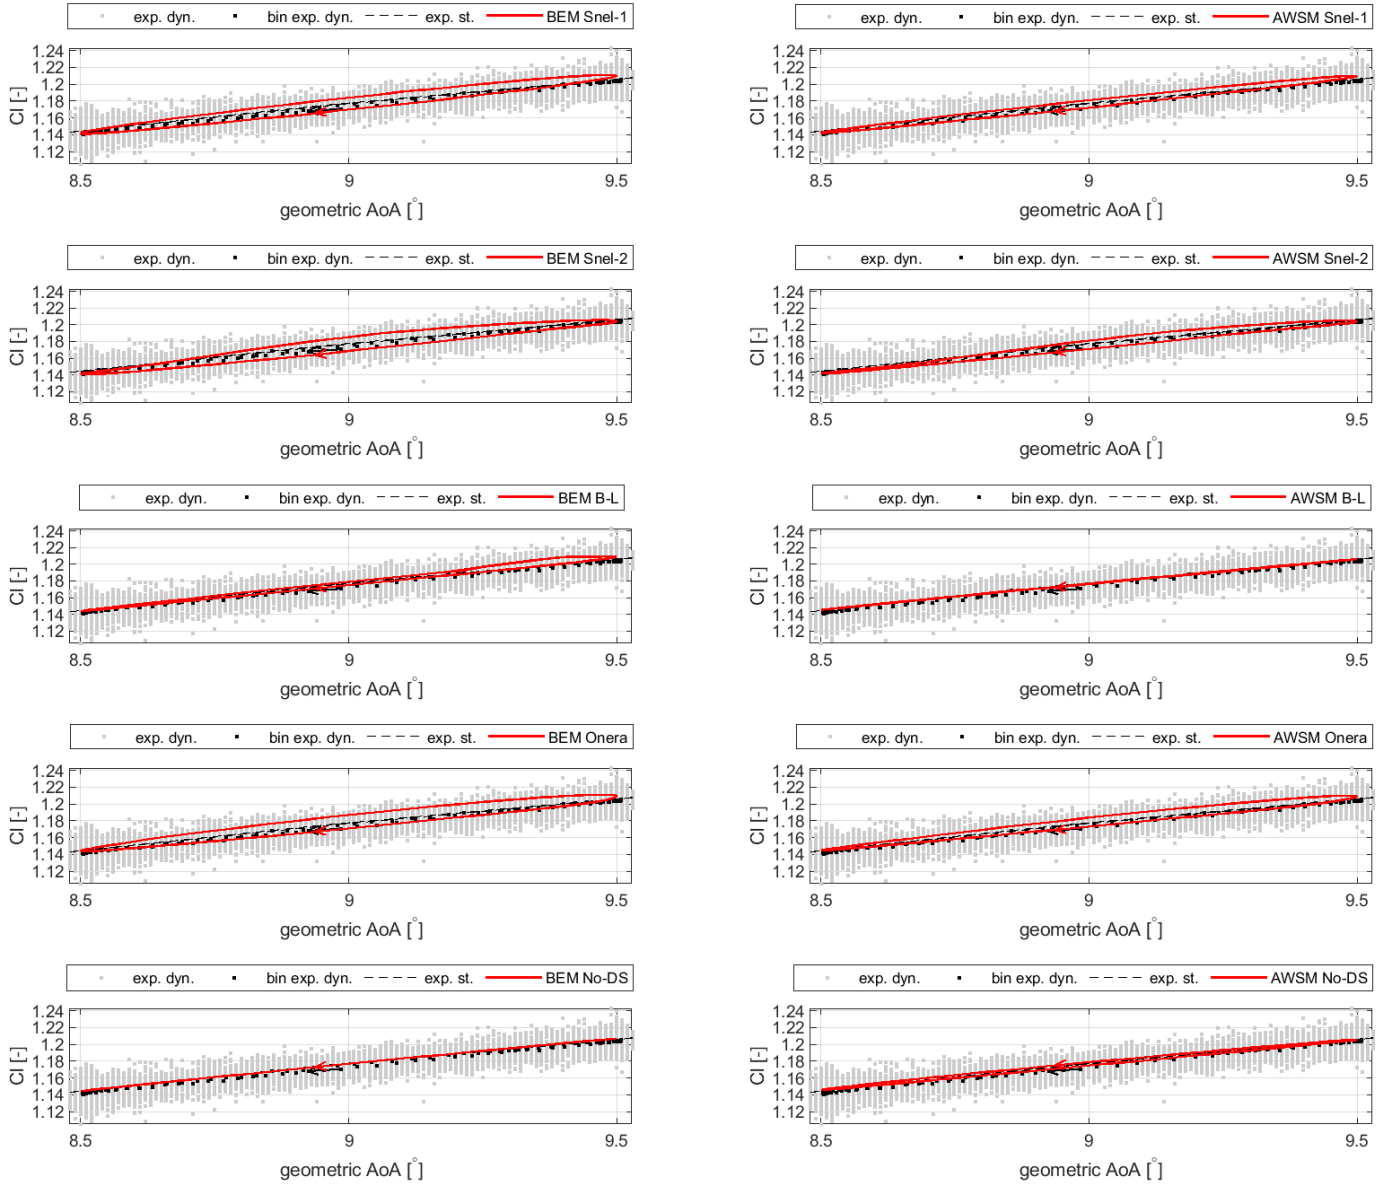 exp. dyn. bin exp. dyn. exp. st. BEM Snel-1
1.24
1.22
1.2
1.18
1.16
1.14
1.12
Cl [-]
8.5 9 9.5
geometric AoA [°]
exp. dyn. bin exp. dyn. exp. st. AWSM Snel-1
1.24
1.22
1.2
1.18
1.16
1.14
1.12
Cl [-]
8.5 9 9.5
geometric AoA [°]
exp. dyn. bin exp. dyn. exp. st. BEM Snel-2
1.24
1.22
1.2
1.18
1.16
1.14
1.12
Cl [-]
8.5 9 9.5
geometric AoA [°]
exp. dyn. bin exp. dyn. exp. st. AWSM Snel-2
1.24
1.22
1.2
1.18
1.16
1.14
1.12
Cl [-]
8.5 9 9.5
geometric AoA [°]
exp. dyn. bin exp. dyn. exp. st. BEM B-L
1.24
1.22
1.2
1.18
1.16
1.14
1.12
Cl [-]
8.5 9 9.5
geometric AoA [°]
exp. dyn. bin exp. dyn. exp. st. AWSM B-L
1.24
1.22
1.2
1.18
1.16
1.14
1.12
Cl [-]
8.5 9 9.5
geometric AoA [°]
exp. dyn. bin exp. dyn. exp. st. BEM Onera
1.24
1.22
1.2
1.18
1.16
1.14
1.12
Cl [-]
8.5 9 9.5
geometric AoA [°]
exp. dyn. bin exp. dyn. exp. st. AWSM Onera
1.24
1.22
1.2
1.18
1.16
1.14
1.12
Cl [-]
8.5 9 9.5
geometric AoA [°]
exp. dyn. bin exp. dyn. exp. st. BEM No-DS
1.24
1.22
1.2
1.18
1.16
1.14
1.12
Cl [-]
8.5 9 9.5
geometric AoA [°]
exp. dyn. bin exp. dyn. exp. st. AWSM No-DS
1.24
1.22
1.2
1.18
1.16
1.14
1.12
Cl [-]
8.5 9 9.5
geometric AoA [°]